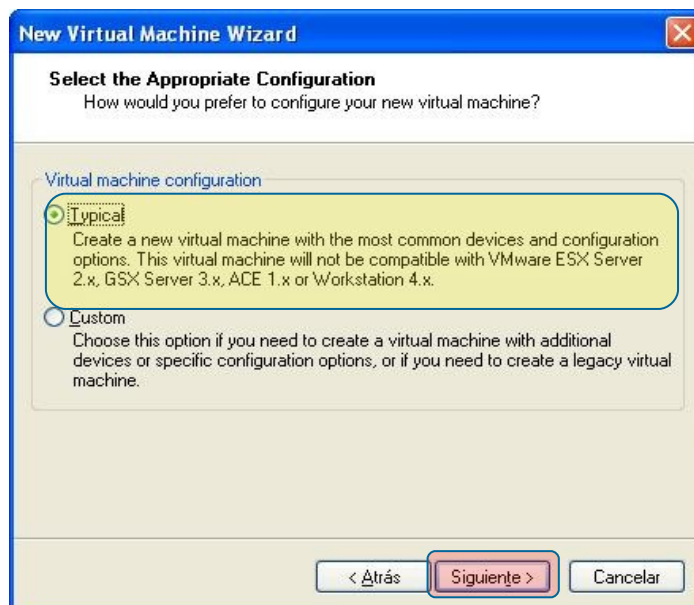 New Virtual Machine Wizard
Select the Appropriate Configuration
How would you prefer to configure your new virtual machine?
Virtual machine configuration
Typical
Create a new virtual machine with the most common devices and configuration
options. This virtual machine will not be compatible with VMware ESX Server
2.x, GSX Server 3.x, ACE 1.x or Workstation 4.x.
Custom
Choose this option if you need to create a virtual machine with additional
devices or specific configuration options, or if you need to create a legacy virtual
machine.
< Atrás Siguiente > Cancelar